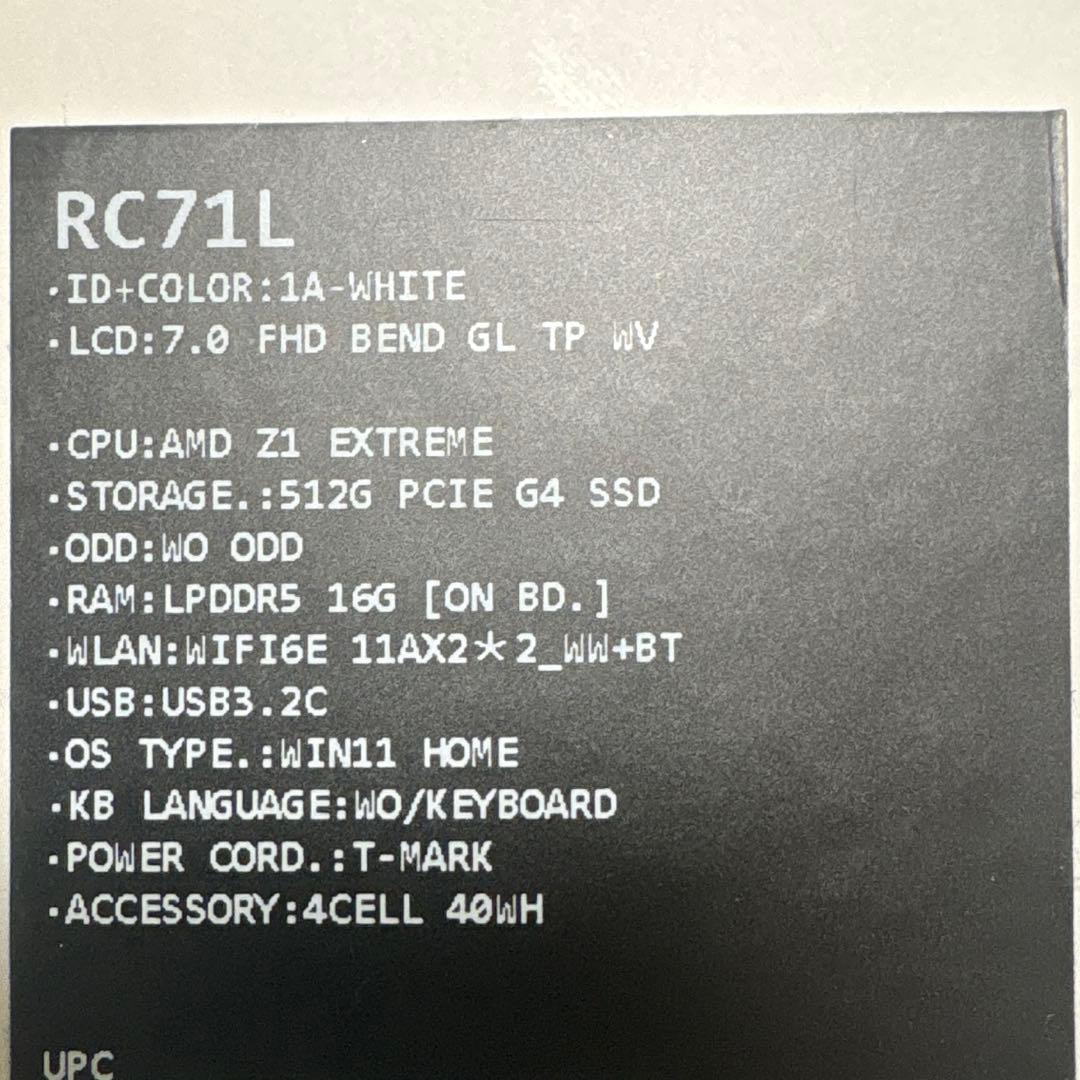 RC71L
·ID+COLOR:1A-WHITE
·LCD:7.0 FHD BEND GL TP WV
·CPU:AMD Z1 EXTREME
·STORAGE.:512G PCIE G4 SSD
·ODD:WO ODD
·RAM:LPDDR5 16G [ON BD.]
·WLAN:WIFI6E 11AX2*2_WW+BT
·USB:USB3.2C
·OS TYPE.:WIN11 HOME
·KB LANGUAGE:WO/KEYBOARD
·POWER CORD.:T-MARK
·ACCESSORY:4CELL 40WH
UPC